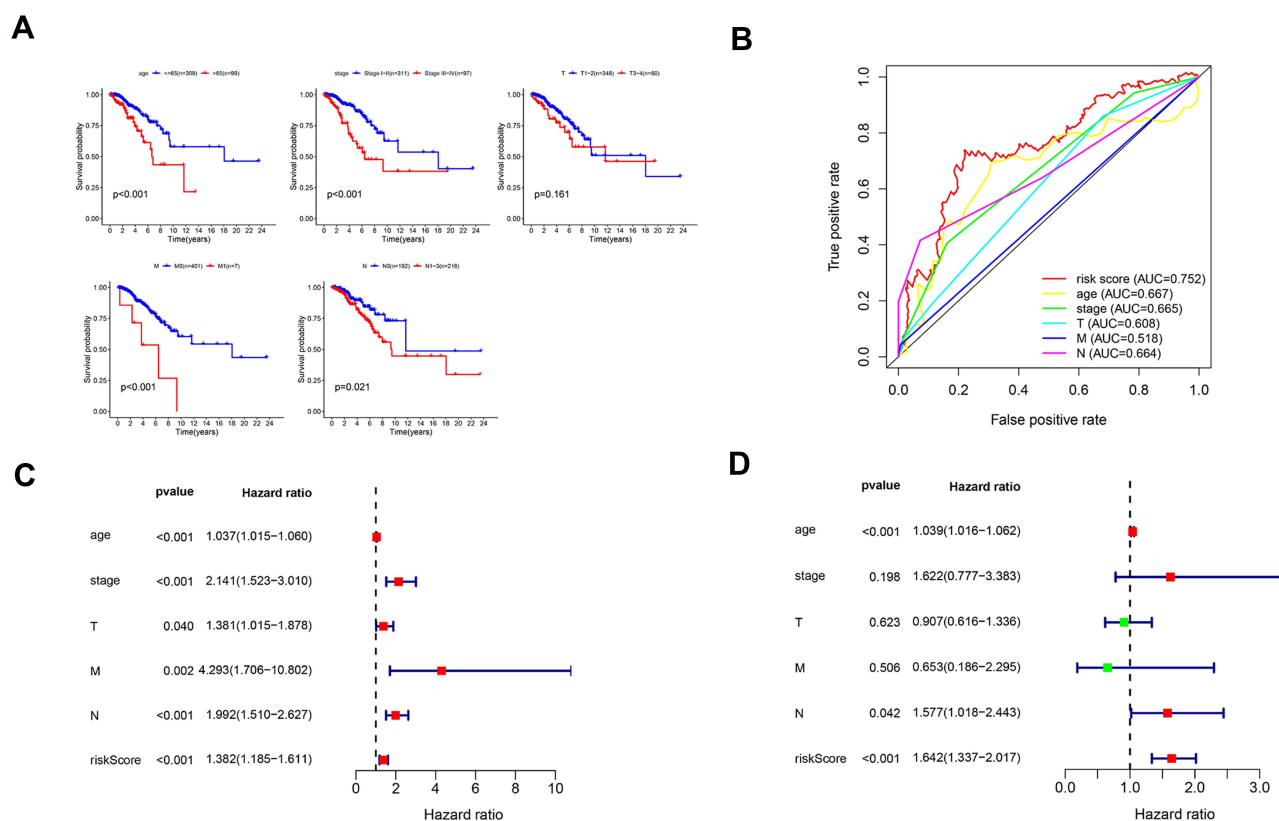 A
age <=65(n=309) >65(n=99)
1.00
0.75
0.50
0.25
0.00
Survival probability
p<0.001
0 2 4 6 8 10 12 14 16 18 20 22 24
Time(years)
stage Stage I-II(n=311) Stage III-IV(n=97)
1.00
0.75
0.50
0.25
0.00
Survival probability
p<0.001
0 2 4 6 8 10 12 14 16 18 20 22 24
Time(years)
T T1-2(n=348) T3-4(n=60)
1.00
0.75
0.50
0.25
0.00
Survival probability
p=0.161
0 2 4 6 8 10 12 14 16 18 20 22 24
Time(years)
M M0(n=401) M1(n=7)
1.00
0.75
0.50
0.25
0.00
Survival probability
p<0.001
0 2 4 6 8 10 12 14 16 18 20 22 24
Time(years)
N N0(n=192) N1-3(n=216)
1.00
0.75
0.50
0.25
0.00
Survival probability
p=0.021
0 2 4 6 8 10 12 14 16 18 20 22 24
Time(years)
B
True positive rate
1.0
0.8
0.6
0.4
0.2
0.0
risk score (AUC=0.752)
age (AUC=0.667)
stage (AUC=0.665)
T (AUC=0.608)
M (AUC=0.518)
N (AUC=0.664)
0.0 0.2 0.4 0.6 0.8 1.0
False positive rate
C
pvalue Hazard ratio
age <0.001 1.037(1.015−1.060)
stage <0.001 2.141(1.523−3.010)
T 0.040 1.381(1.015−1.878)
M 0.002 4.293(1.706−10.802)
N <0.001 1.992(1.510−2.627)
riskScore <0.001 1.382(1.185−1.611)
0 2 4 6 8 10
Hazard ratio
D
pvalue Hazard ratio
age <0.001 1.039(1.016−1.062)
stage 0.198 1.622(0.777−3.383)
T 0.623 0.907(0.616−1.336)
M 0.506 0.653(0.186−2.295)
N 0.042 1.577(1.018−2.443)
riskScore <0.001 1.642(1.337−2.017)
0.0 1.0 2.0 3.0
Hazard ratio